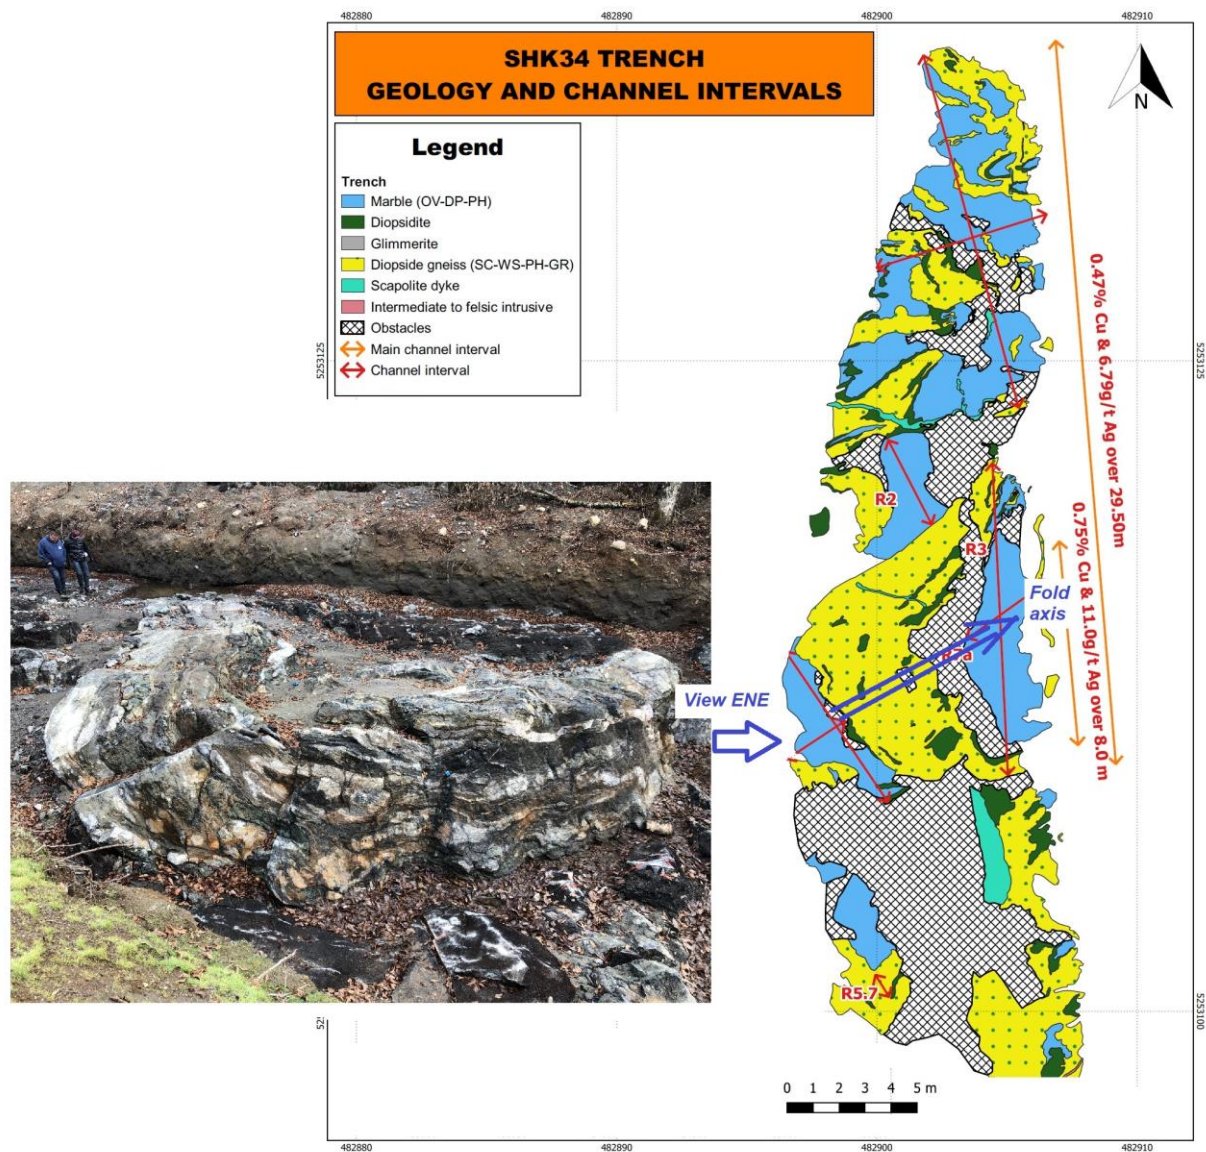 482880
482890
482900
482910
SHK34 TRENCH
GEOLOGY AND CHANNEL INTERVALS
N
Legend
Trench
Marble (OV-DP-PH)
Diopsidite
Glimmerite
Diopside gneiss (SC-WS-PH-GR)
Scapolite dyke
Intermediate to felsic intrusive
Obstacles
Main channel interval
Channel interval
5253125
5253125
0.47% Cu & 6.79g/t Ag over 29.50m
0.75% Cu & 11.0g/t Ag over 8.0 m
R2
R3
Fold
axis
View ENE
R5.7
5253100
0 1 2 3 4 5 m
482880
482890
482900
482910